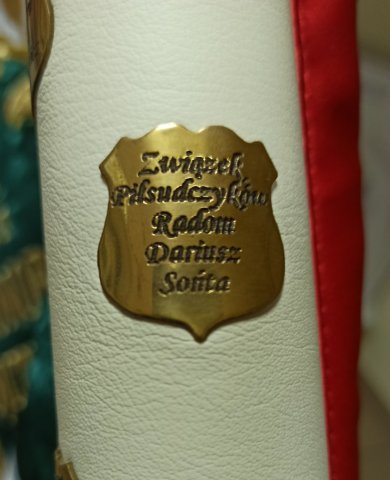 Związek
Piłsudczyków
Radom
Dariusz
Sońta